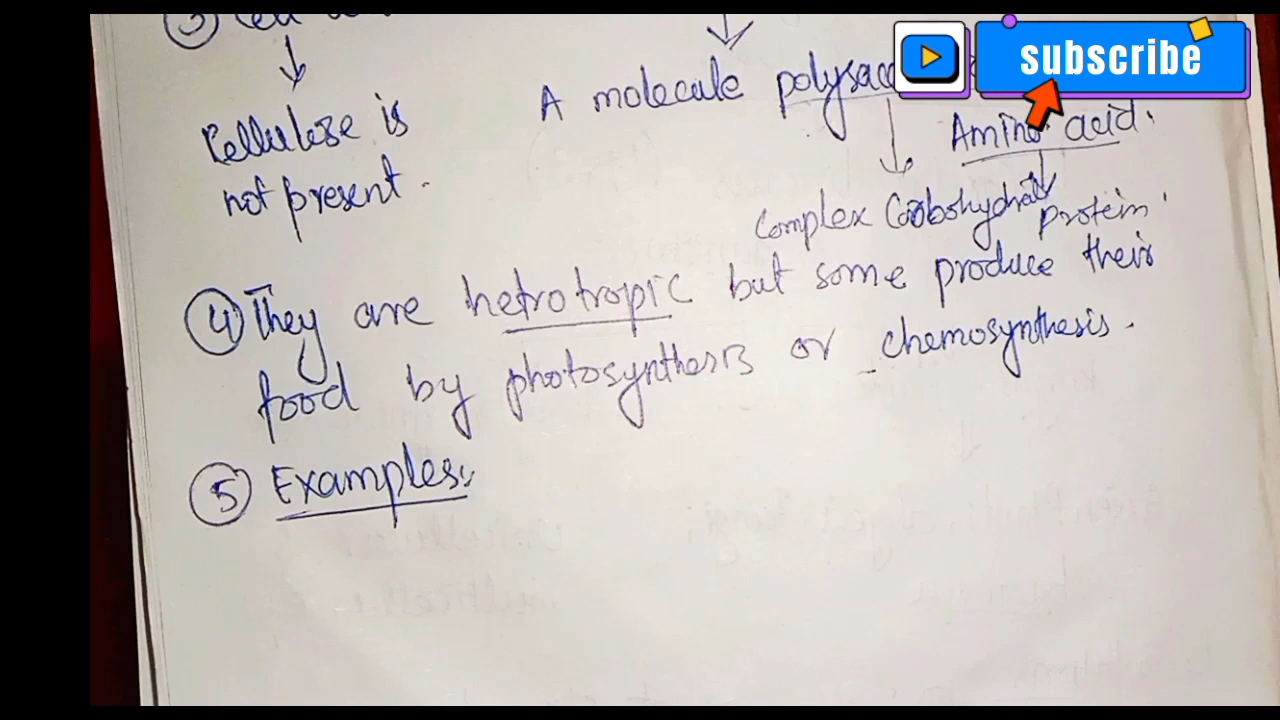 ③
subscribe
A molecule
Amino acid.
Cellulose is
not present.
Complex Carbohydrate
protein.
④ They are hetrotropic but some produce their
food by photosynthesis or chemosynthesis.
⑤ Examples: